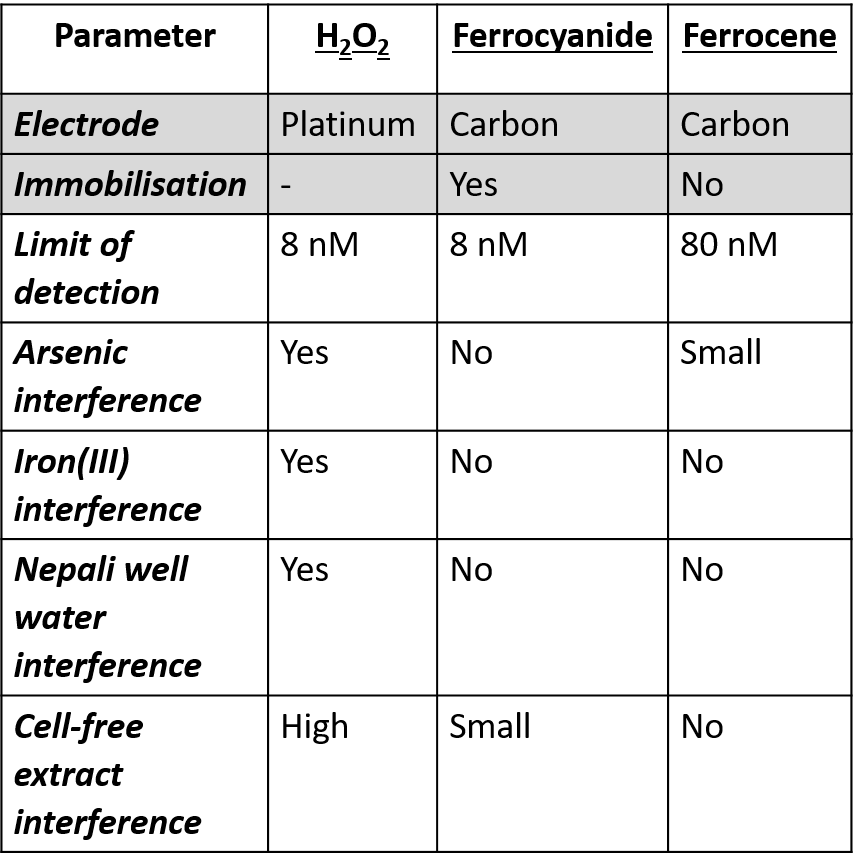 Parameter H₂O₂ Ferrocyanide Ferrocene
Electrode Platinum Carbon Carbon
Immobilisation - Yes No
Limit of 8 nM 8 nM 80 nM
detection
Arsenic Yes No Small
interference
Iron(III) Yes No No
interference
Nepali well Yes No No
water
interference
Cell-free High Small No
extract
interference